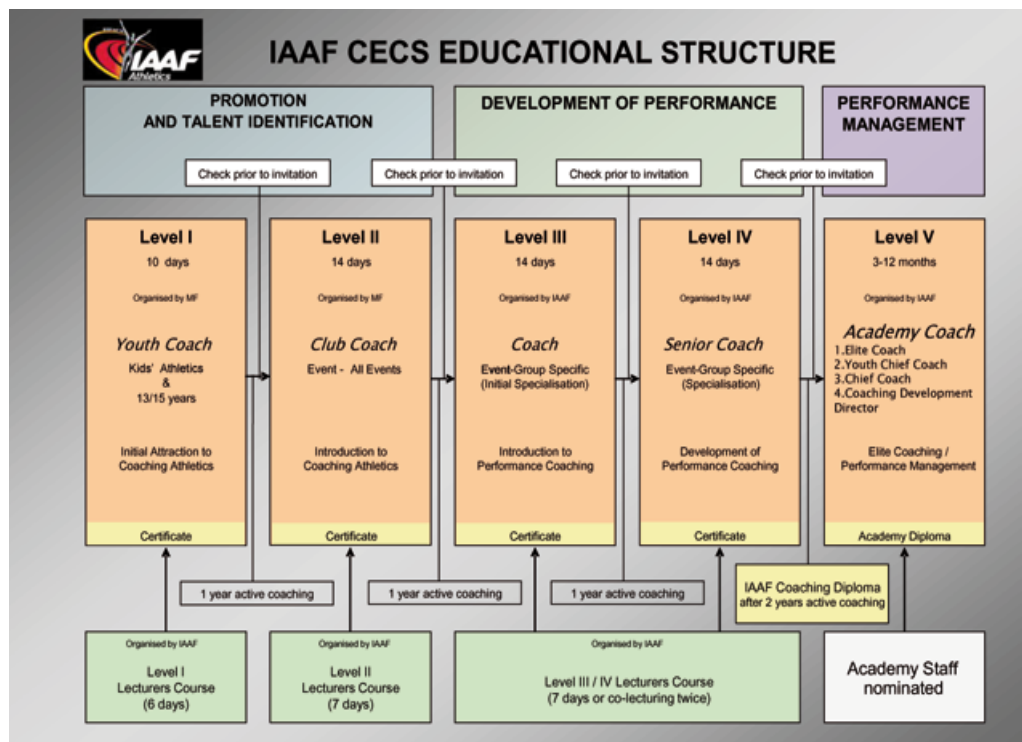 IAAF
Athletics
IAAF CECS EDUCATIONAL STRUCTURE
PROMOTION
AND TALENT IDENTIFICATION
DEVELOPMENT OF PERFORMANCE
PERFORMANCE
MANAGEMENT
Check prior to invitation
Check prior to invitation
Check prior to invitation
Check prior to invitation
Level I
10 days
Organised by MF
Youth Coach
Kids' Athletics
&
13/15 years
Initial Attraction to
Coaching Athletics
Certificate
Level II
14 days
Organised by MF
Club Coach
Event - All Events
Introduction to
Coaching Athletics
Certificate
Level III
14 days
Organised by IAAF
Coach
Event-Group Specific
(Initial Specialisation)
Introduction to
Performance Coaching
Certificate
Level IV
14 days
Organised by IAAF
Senior Coach
Event-Group Specific
(Specialisation)
Development of
Performance Coaching
Certificate
Level V
3-12 months
Organised by IAAF
Academy Coach
1.Elite Coach
2.Youth Chief Coach
3.Chief Coach
4.Coaching Development
Director
Elite Coaching /
Performance Management
Academy Diploma
1 year active coaching
1 year active coaching
1 year active coaching
IAAF Coaching Diploma
after 2 years active coaching
Organised by IAAF
Level I
Lecturers Course
(6 days)
Organised by IAAF
Level II
Lecturers Course
(7 days)
Organised by IAAF
Level III / IV Lecturers Course
(7 days or co-lecturing twice)
Academy Staff
nominated